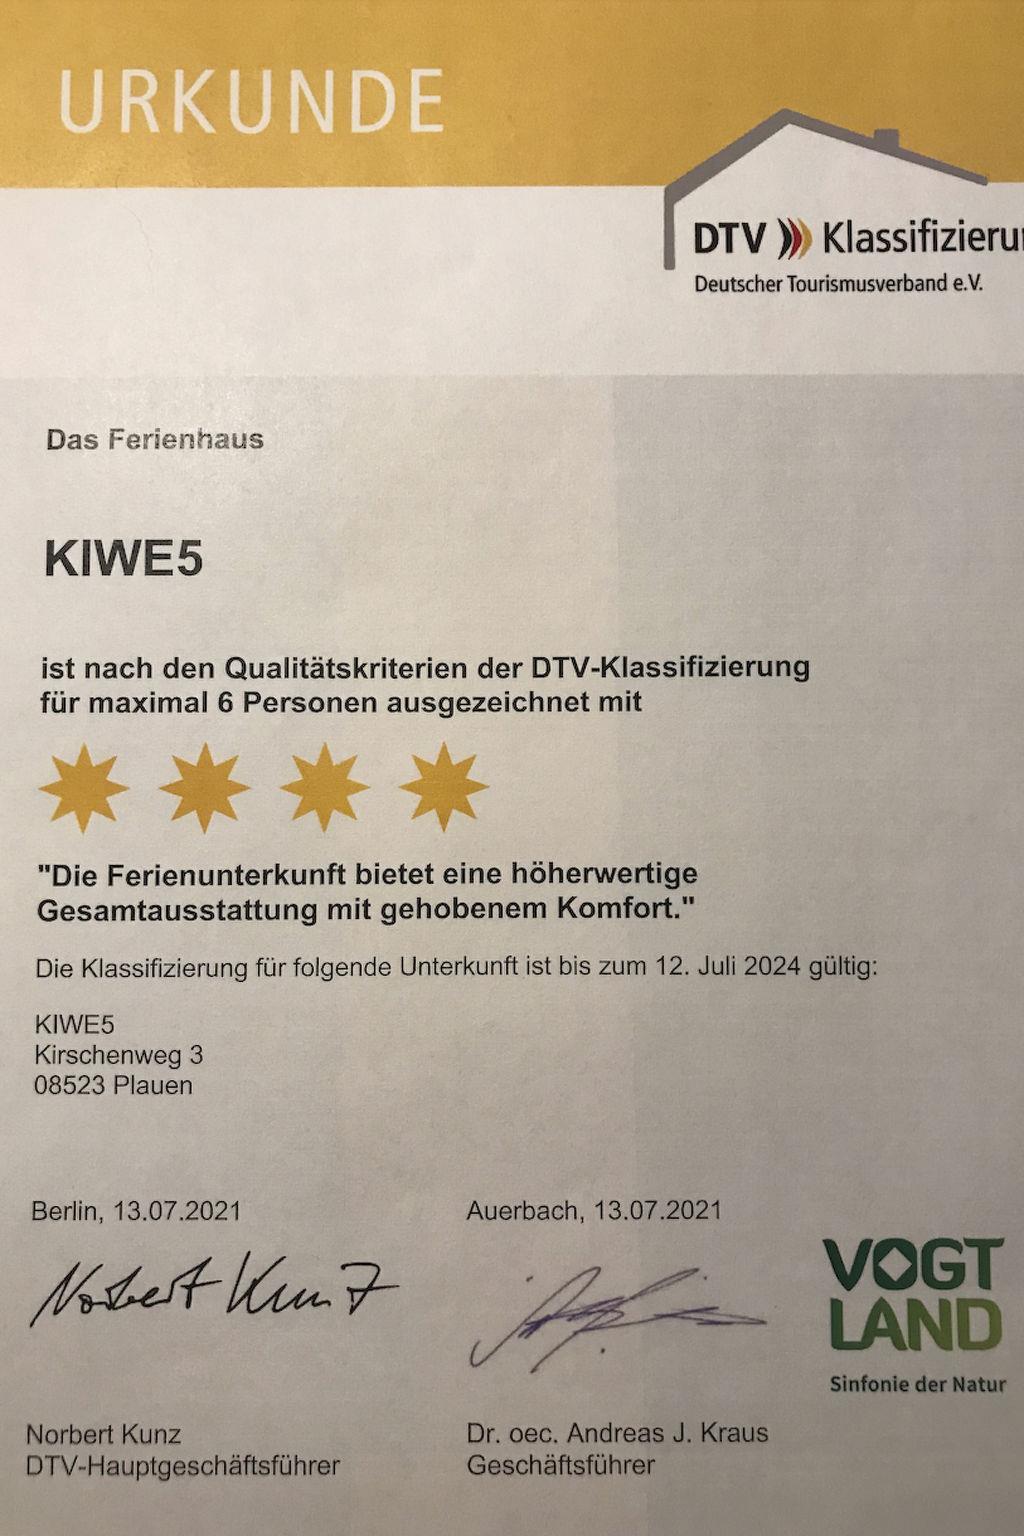 URKUNDE
DTV Klassifizieru
Deutscher Tourismusverband e.V.
Das Ferienhaus
KIWE5
ist nach den Qualitätskriterien der DTV-Klassifizierung
für maximal 6 Personen ausgezeichnet mit
"Die Ferienunterkunft bietet eine höherwertige
Gesamtausstattung mit gehobenem Komfort."
Die Klassifizierung für folgende Unterkunft ist bis zum 12. Juli 2024 gültig:
KIWE5
Kirschenweg 3
08523 Plauen
Berlin, 13.07.2021
Auerbach, 13.07.2021
Norbert Kunz
VOGT
LAND
Sinfonie der Natur
Norbert Kunz
DTV-Hauptgeschäftsführer
Dr. oec. Andreas J. Kraus
Geschäftsführer